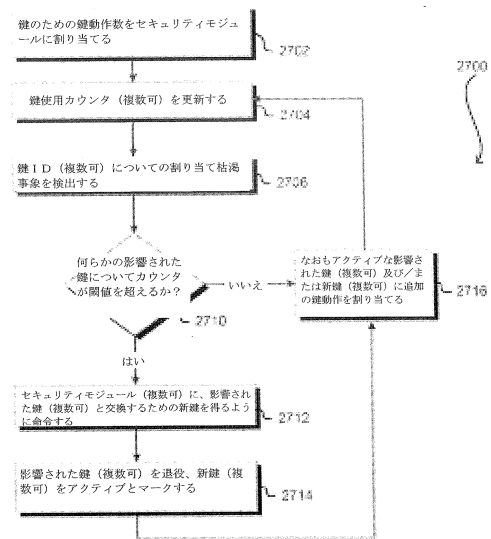 鍵のための鍵動作数をセキュリティモジュ
ールに割り当てる
2702
2700
鍵使用カウンタ（複数可）を更新する
2704
鍵ＩＤ（複数可）についての割り当て枯渇
事象を検出する
2706
何らかの影響された
鍵についてカウンタ
が閾値を超えるか？
2710
いいえ
なおもアクティブな影響さ
れた鍵（複数可）及び／ま
たは新鍵（複数可）に追加
の鍵動作を割り当てる
2716
はい
セキュリティモジュール（複数可）に、影響され
た鍵（複数可）と交換するための新鍵を得るよう
に命令する
2712
影響された鍵（複数可）を退役、新鍵（複
数可）をアクティブとマークする
2714